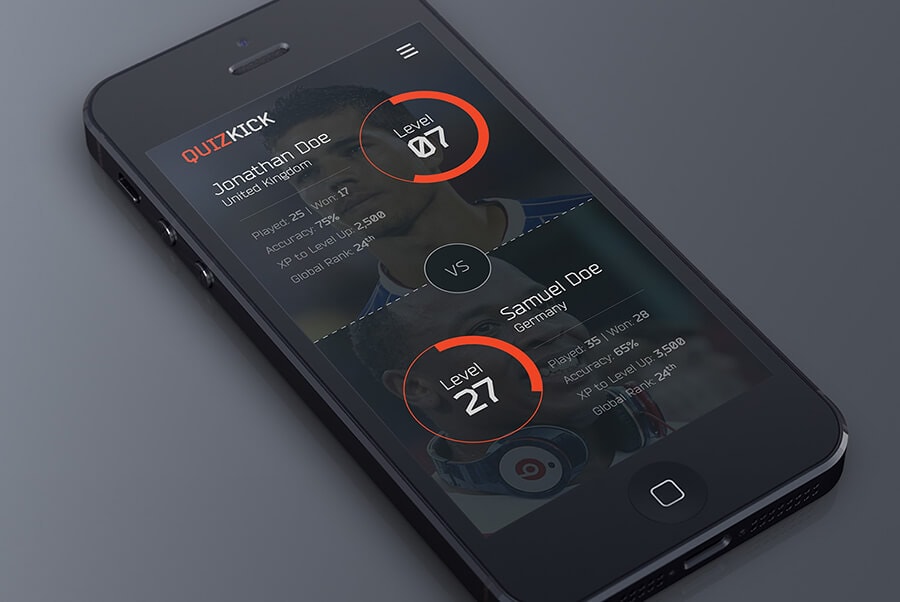 QUIZKICK
Jonathan Doe
United Kingdom
Played: 25 | Won: 17
Accuracy: 75%
XP to Level Up: 2,500
Global Rank: 24th
Level
07
VS
Samuel Doe
Germany
Played: 35 | Won: 28
Accuracy: 65%
XP to Level Up: 3,500
Global Rank: 24th
Level
27